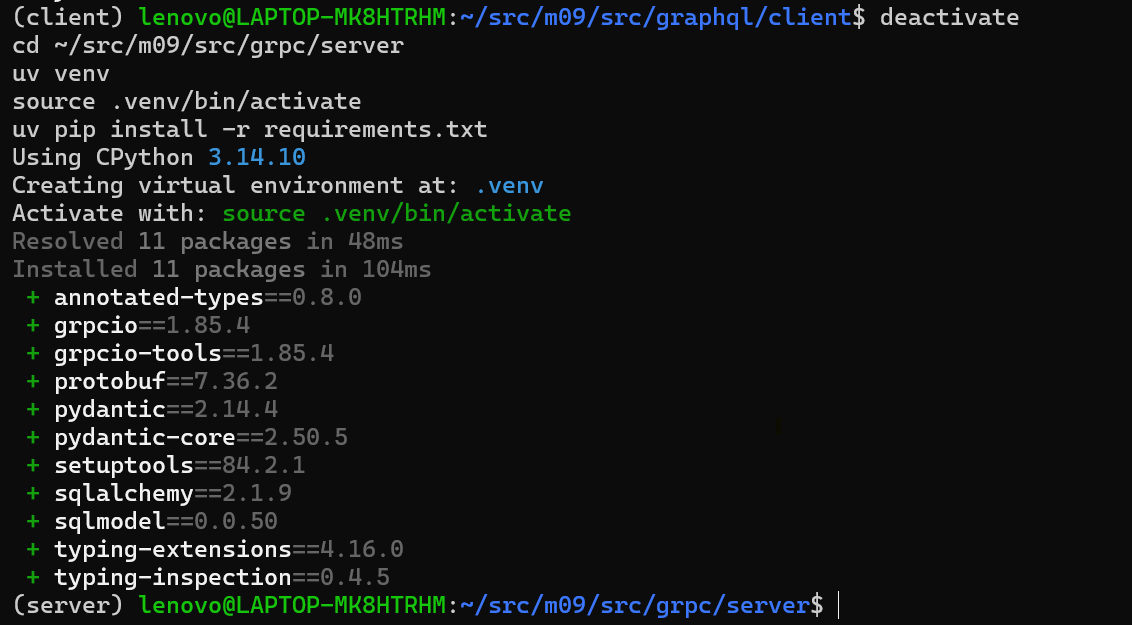 (client) lenovo@LAPTOP-MK8HTRHM:~/src/m09/src/graphql/client$ deactivate
cd ~/src/m09/src/grpc/server
uv venv
source .venv/bin/activate
uv pip install -r requirements.txt
Using CPython 3.14.10
Creating virtual environment at: .venv
Activate with: source .venv/bin/activate
Resolved 11 packages in 48ms
Installed 11 packages in 104ms
+ annotated-types==0.8.0
+ grpcio==1.85.4
+ grpcio-tools==1.85.4
+ protobuf==7.36.2
+ pydantic==2.14.4
+ pydantic-core==2.50.5
+ setuptools==84.2.1
+ sqlalchemy==2.1.9
+ sqlmodel==0.0.50
+ typing-extensions==4.16.0
+ typing-inspection==0.4.5
(server) lenovo@LAPTOP-MK8HTRHM:~/src/m09/src/grpc/server$